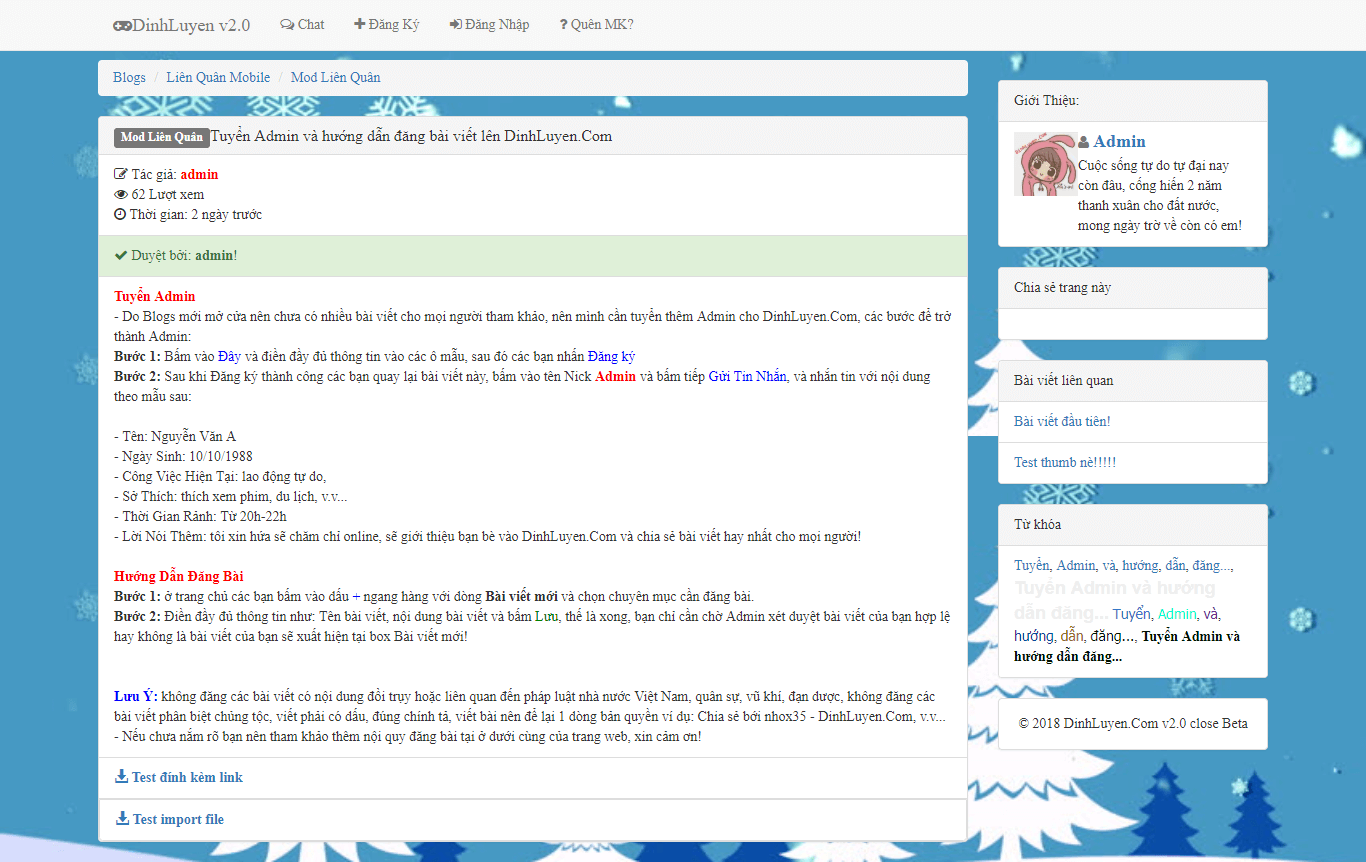 DinhLuyen v2.0 Chat Đăng Ký Đăng Nhập ? Quên MK?
Blogs / Liên Quân Mobile / Mod Liên Quân
Mod Liên Quân Tuyển Admin và hướng dẫn đăng bài viết lên DinhLuyen.Com
Tác giả: admin
62 Lượt xem
Thời gian: 2 ngày trước
Duyệt bởi: admin!
Tuyển Admin
- Do Blogs mới mở cửa nên chưa có nhiều bài viết cho mọi người tham khảo, nên mình cần tuyển thêm Admin cho DinhLuyen.Com, các bước để trở
thành Admin:
Bước 1: Bấm vào Đây và điền đầy đủ thông tin vào các ô mẫu, sau đó các bạn nhấn Đăng ký
Bước 2: Sau khi Đăng ký thành công các bạn quay lại bài viết này, bấm vào tên Nick Admin và bấm tiếp Gửi Tin Nhắn, và nhắn tin với nội dung
theo mẫu sau:
- Tên: Nguyễn Văn A
- Ngày Sinh: 10/10/1988
- Công Việc Hiện Tại: lao động tự do,
- Sở Thích: thích xem phim, du lịch, v.v...
- Thời Gian Rảnh: Từ 20h-22h
- Lời Nói Thêm: tôi xin hứa sẽ chăm chỉ online, sẽ giới thiệu bạn bè vào DinhLuyen.Com và chia sẻ bài viết hay nhất cho mọi người!
Hướng Dẫn Đăng Bài
Bước 1: ở trang chủ các bạn bấm vào dấu + ngang hàng với dòng Bài viết mới và chọn chuyên mục cần đăng bài.
Bước 2: Điền đầy đủ thông tin như: Tên bài viết, nội dung bài viết và bấm Lưu, thế là xong, bạn chỉ cần chờ Admin xét duyệt bài viết của bạn hợp lệ
hay không là bài viết của bạn sẽ xuất hiện tại box Bài viết mới!
Lưu Ý: không đăng các bài viết có nội dung đồi trụy hoặc liên quan đến pháp luật nhà nước Việt Nam, quân sự, vũ khí, đạn dược, không đăng các
bài viết phân biệt chủng tộc, viết phải có dấu, đúng chính tả, viết bài nên để lại 1 dòng bản quyền ví dụ: Chia sẻ bởi nhox35 - DinhLuyen.Com, v.v...
- Nếu chưa nắm rõ bạn nên tham khảo thêm nội quy đăng bài tại ở dưới cùng của trang web, xin cảm ơn!
Test đính kèm link
Test import file
Giới Thiệu:
Admin
Cuộc sống tự do tự đại nay
còn đâu, cống hiến 2 năm
thanh xuân cho đất nước,
mong ngày trờ về còn có em!
Chia sẻ trang này
Bài viết liên quan
Bài viết đầu tiên!
Test thumb nè!!!!!
Từ khóa
Tuyển, Admin, và, hướng, dẫn, đăng...,
Tuyển Admin và hướng
dẫn đăng... Tuyển, Admin, và,
hướng, dẫn, đăng..., Tuyển Admin và
hướng dẫn đăng...
© 2018 DinhLuyen.Com v2.0 close Beta